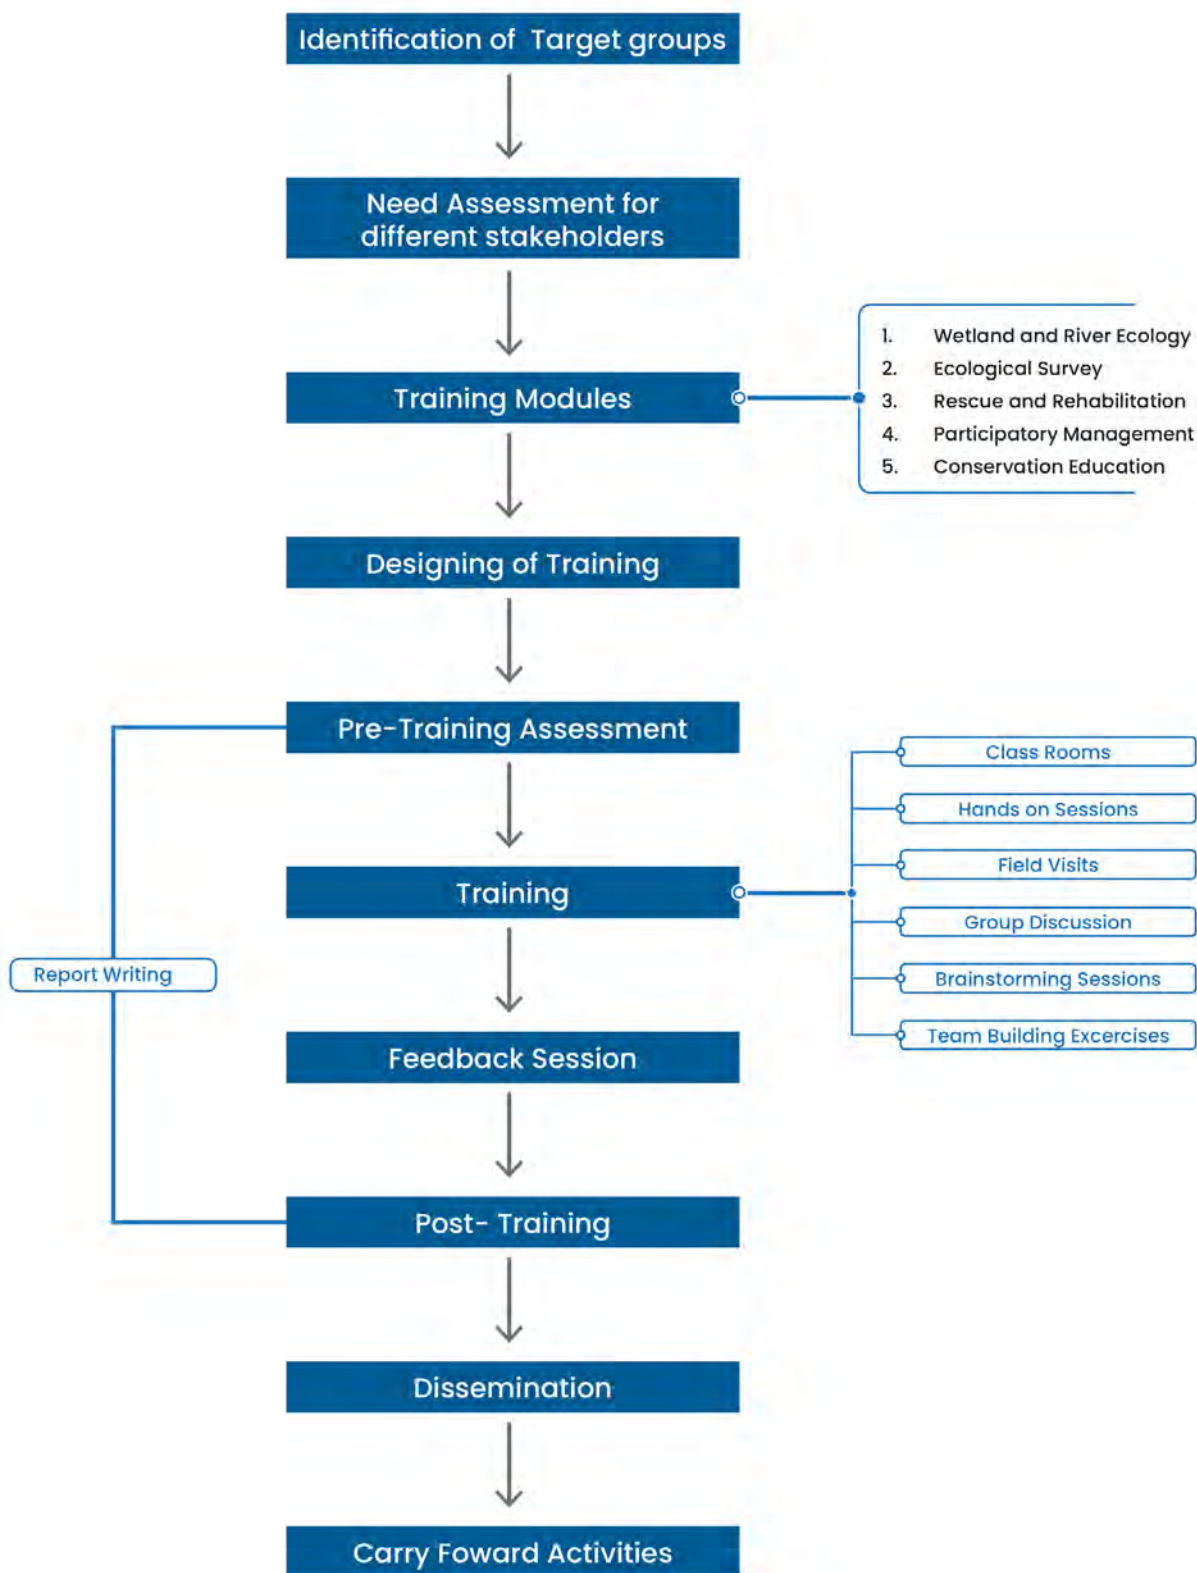 Identification of Target groups
Need Assessment for
different stakeholders
Training Modules
1. Wetland and River Ecology
2. Ecological Survey
3. Rescue and Rehabilitation
4. Participatory Management
5. Conservation Education
Designing of Training
Pre-Training Assessment
Training
Class Rooms
Hands on Sessions
Field Visits
Group Discussion
Brainstorming Sessions
Team Building Excercises
Report Writing
Feedback Session
Post- Training
Dissemination
Carry Foward Activities